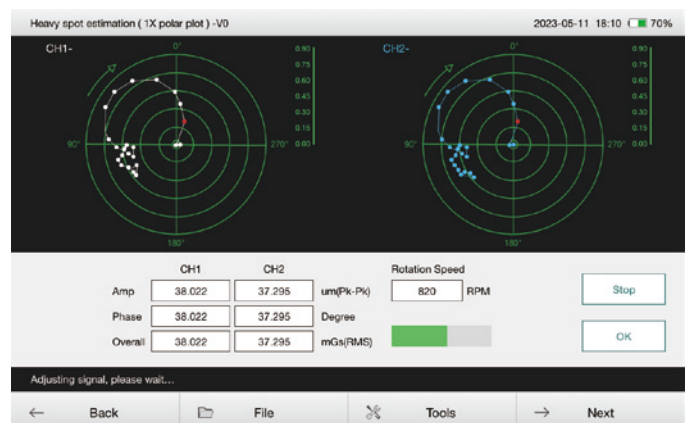 Heavy spot estimation ( 1X polar plot ) -V0 2023-05-11 18:10 70%
CH1- 0° 0.90 CH2- 0° 0.90
0.75 0.75
0.60 0.60
0.45 0.45
0.30 0.30
0.15 0.15
90° 270° 0.00 90° 270° 0.00
180° 180°
CH1 CH2 Rotation Speed
Amp 38.022 37.295 um(Pk-Pk) 820 RPM Stop
Phase 38.022 37.295 Degree
Overall 38.022 37.295 mGs(RMS) OK
Adjusting signal, please wait...
← Back File Tools → Next